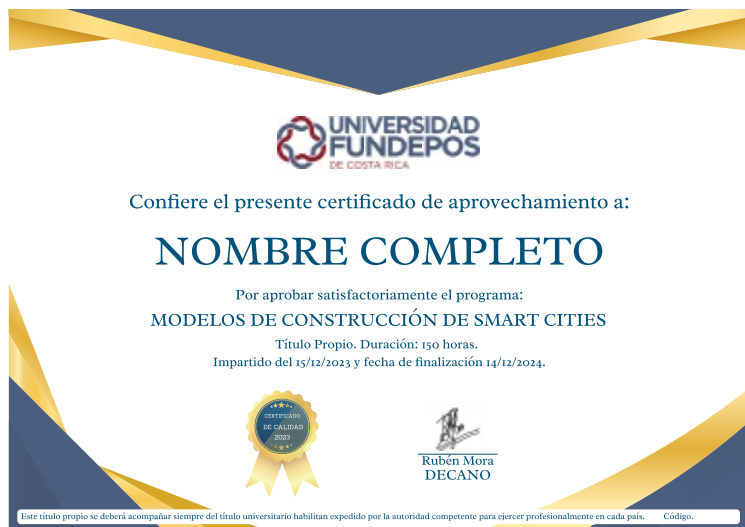 UNIVERSIDAD
FUNDEPOS
DE COSTA RICA
Confiere el presente certificado de aprovechamiento a:
NOMBRE COMPLETO
Por aprobar satisfactoriamente el programa:
MODELOS DE CONSTRUCCIÓN DE SMART CITIES
Título Propio. Duración: 150 horas.
Impartido del 15/12/2023 y fecha de finalización 14/12/2024.
CERTIFICADO
DE CALIDAD
2023
Rubén Mora
DECANO
Este título propio se deberá acompañar siempre del título universitario habilitan expedido por la autoridad competente para ejercer profesionalmente en cada país. Código.